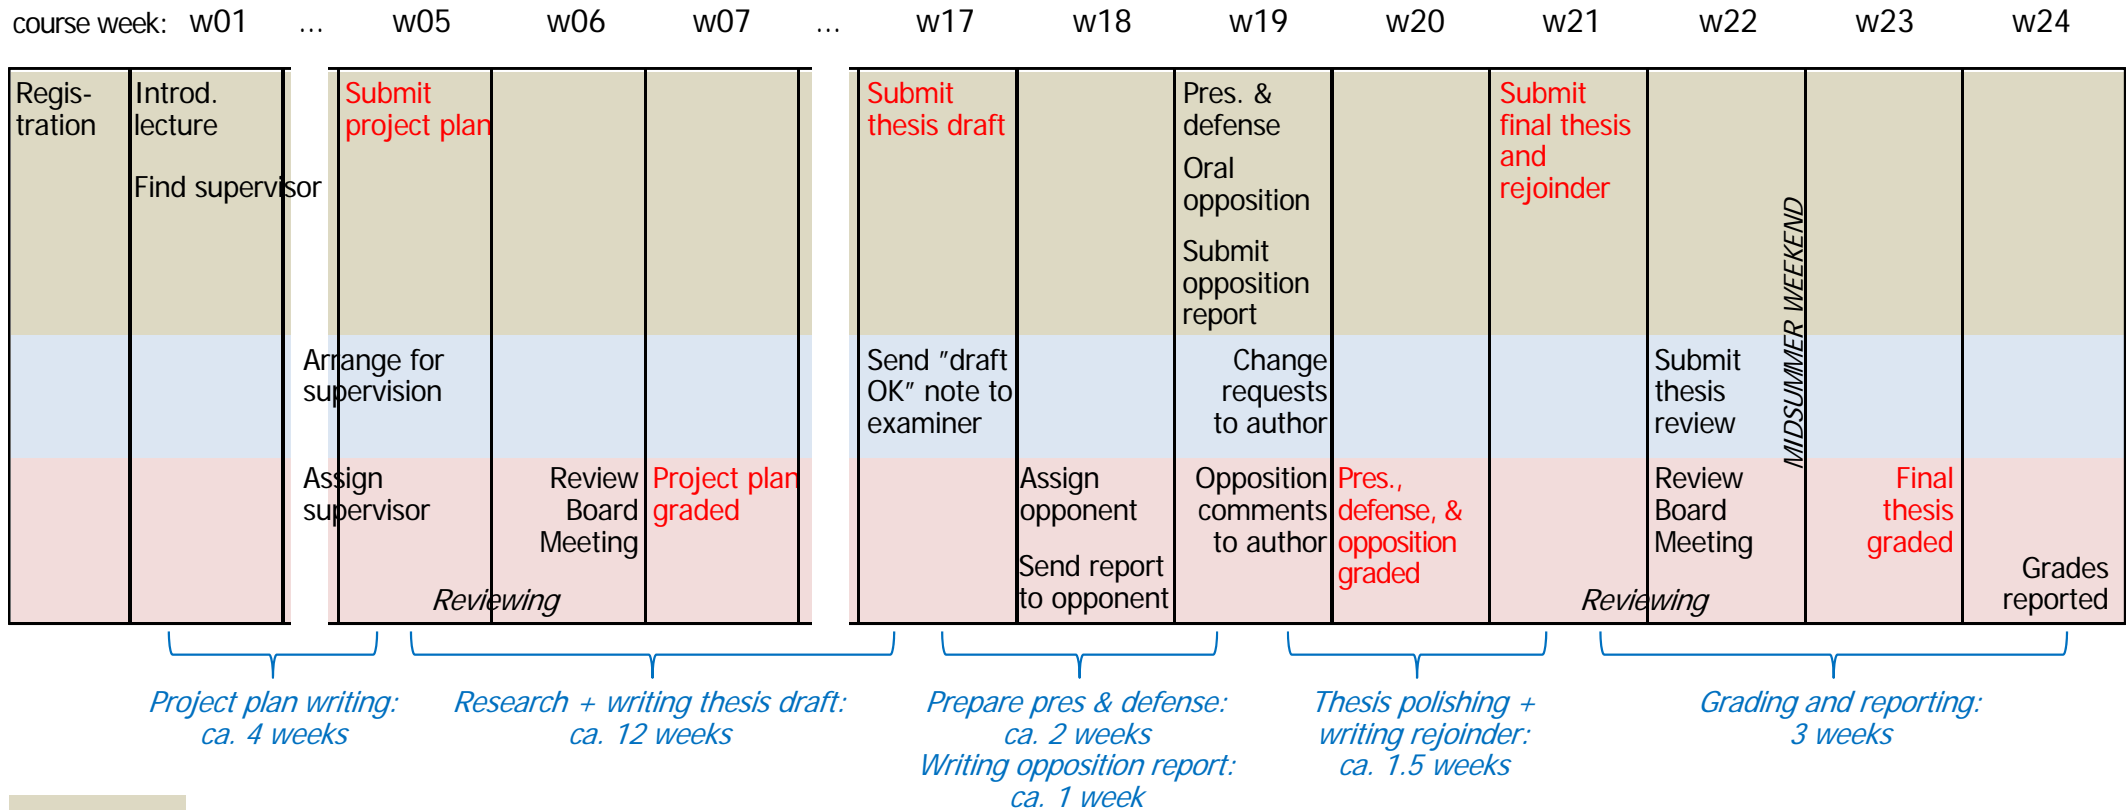 course week: w01 ... w05 w06 w07 ... w17 w18 w19 w20 w21 w22 w23 w24
Regis-
tration
Introd.
lecture
Find supervisor
Submit
project plan
Submit
thesis draft
Pres. &
defense
Oral
opposition
Submit
opposition
report
Submit
final thesis
and
rejoinder
MIDSUMMER WEEKEND
Arrange for
supervision
Send "draft
OK" note to
examiner
Change
requests
to author
Submit
thesis
review
Assign
supervisor
Review
Board
Meeting
Project plan
graded
Reviewing
Assign
opponent
Send report
to opponent
Opposition
comments
to author
Pres.,
defense, &
opposition
graded
Reviewing
Review
Board
Meeting
Final
thesis
graded
Grades
reported
Project plan writing:
ca. 4 weeks
Research + writing thesis draft:
ca. 12 weeks
Prepare pres & defense:
ca. 2 weeks
Writing opposition report:
ca. 1 week
Thesis polishing +
writing rejoinder:
ca. 1.5 weeks
Grading and reporting:
3 weeks